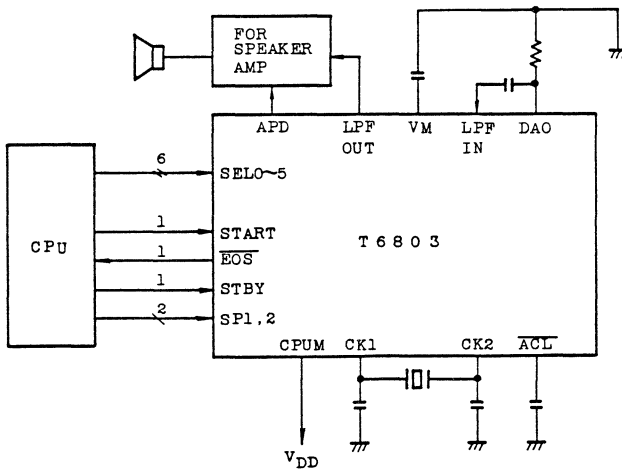 FOR
SPEAKER
AMP
APD
LPF
OUT
VM
LPF
IN
DAO
CPU
6
SEL0~5
1
START
1
EOS
1
STBY
2
SP1,2
T6803
CPUM
CK1
CK2
ACL
VDD